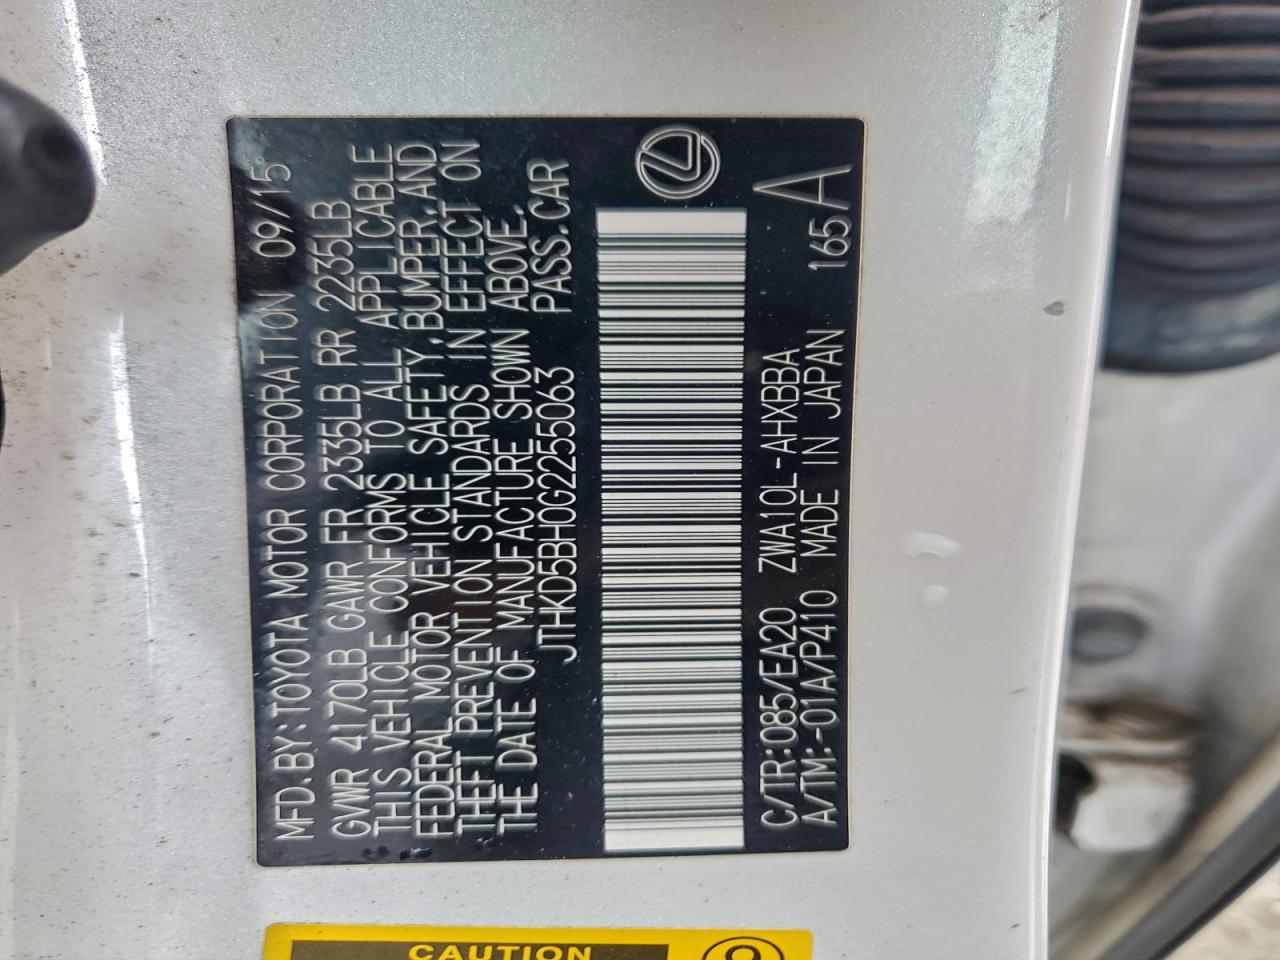 MFD.BY:TOYOTA MOTOR CORPORATION 09/15
GVWR 4170LB GAWR FR 2335LB RR 2235LB
THIS VEHICLE CONFORMS TO ALL APPLICABLE
FEDERAL MOTOR VEHICLE SAFETY,BUMPER,AND
THEFT PREVENTION STANDARDS IN EFFECT ON
THE DATE OF MANUFACTURE SHOWN ABOVE.
JTHKD5BH0G2255063 PASS.CAR
C/TR:085/EA20 ZWA10L-AHXBBA 165A
A/TM:-01A/P410 MADE IN JAPAN
CAUTION